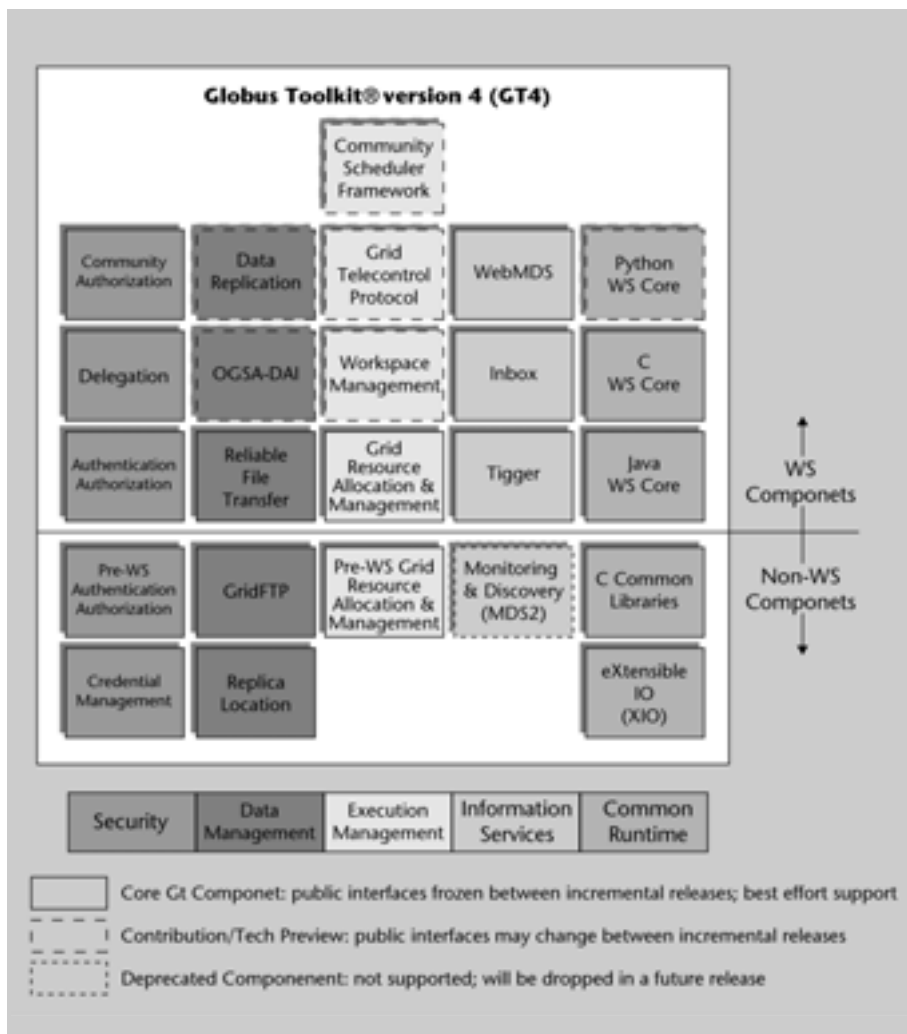 Globus Toolkit® version 4 (GT4)
Community
Scheduler
Framework
Community
Authorization
Data
Replication
Grid
Telecontrol
Protocol
WebMDS
Python
WS Core
Delegation
OGSA-DAI
Workspace
Management
Inbox
C
WS Core
Authentication
Authorization
Reliable
File
Transfer
Grid
Resource
Allocation &
Management
Tigger
Java
WS Core
WS
Componets
Pre-WS
Authentication
Authorization
GridFTP
Pre-WS Grid
Resource
Allocation &
Management
Monitoring
& Discovery
(MDS2)
C Common
Libraries
Non-WS
Componets
Credential
Management
Replica
Location
eXtensible
IO
(XIO)
Security
Data
Management
Execution
Management
Information
Services
Common
Runtime
Core Gt Componet: public interfaces frozen between incremental releases; best effort support
Contribution/Tech Preview: public interfaces may change between incremental releases
Deprecated Componenent: not supported; will be dropped in a future release